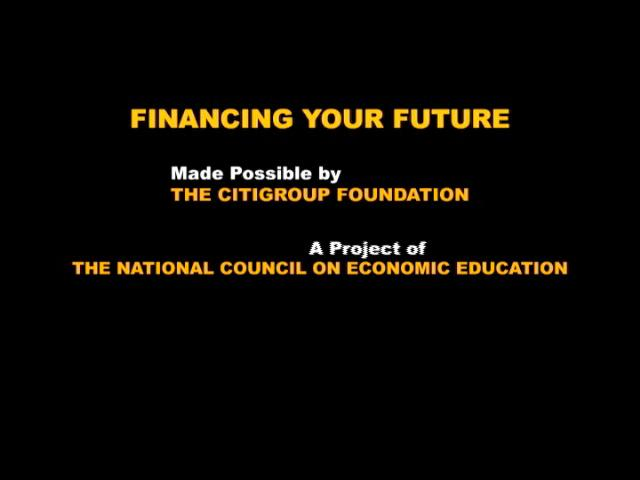 FINANCING YOUR FUTURE
Made Possible by
THE CITIGROUP FOUNDATION
A Project of
THE NATIONAL COUNCIL ON ECONOMIC EDUCATION